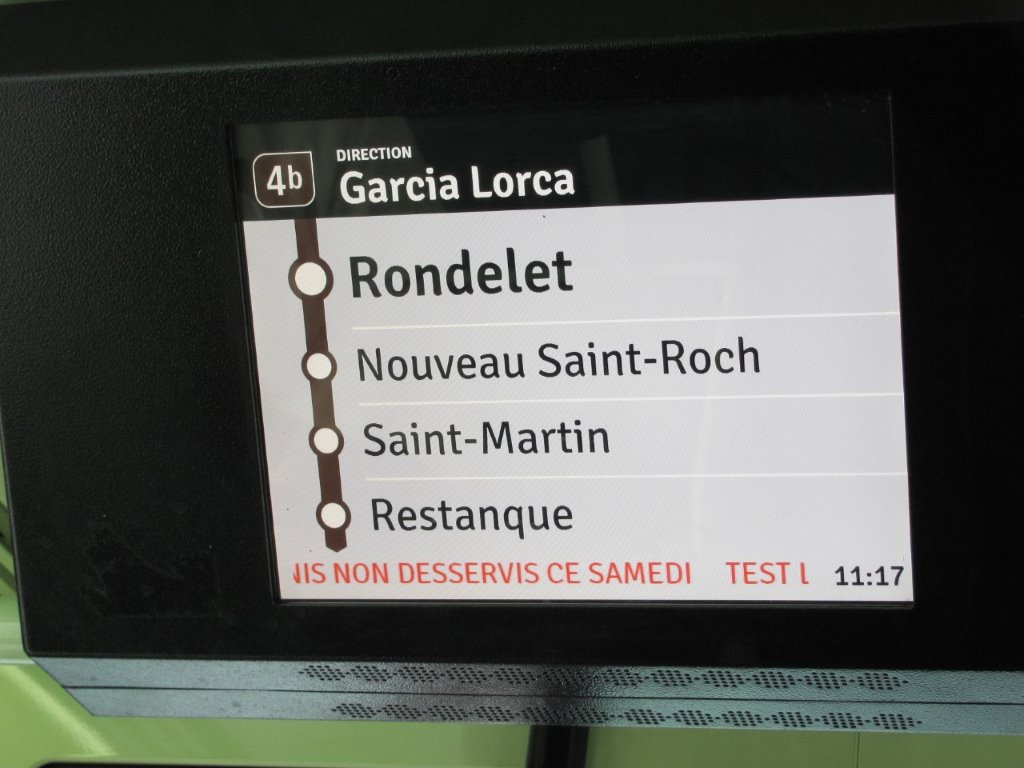 4b
DIRECTION
Garcia Lorca
Rondelet
Nouveau Saint-Roch
Saint-Martin
Restanque
NON DESSERVIS CE SAMEDI TEST 11:17